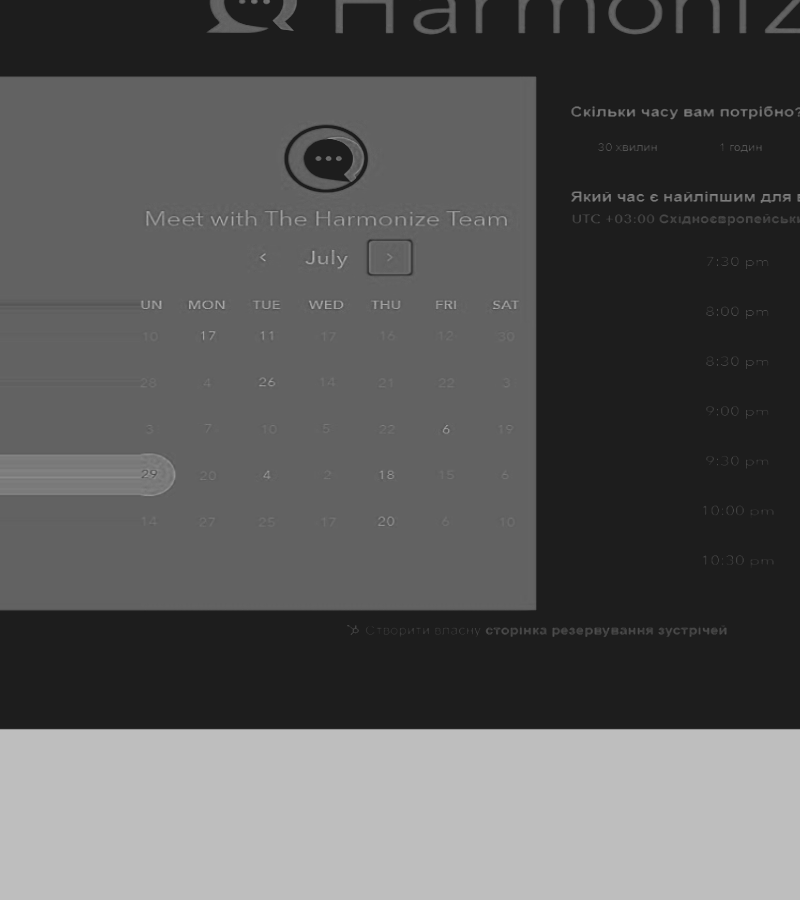 Harmoniz
Meet with The Harmonize Team
< July >
UN MON TUE WED THU FRI SAT
10 17 11 17 16 12 30
28 4 26 14 21 22 3
3 7 10 5 22 6 19
29 20 4 2 18 15 6
14 27 25 17 20 6 10
Скільки часу вам потрібно?
30 хвилин 1 годин
Який час є найліпшим для в
UTC +03:00 Східноєвропейськи
7:30 pm
8:00 pm
8:30 pm
9:00 pm
9:30 pm
10:00 pm
10:30 pm
Створити власну сторінка резервування зустрічей